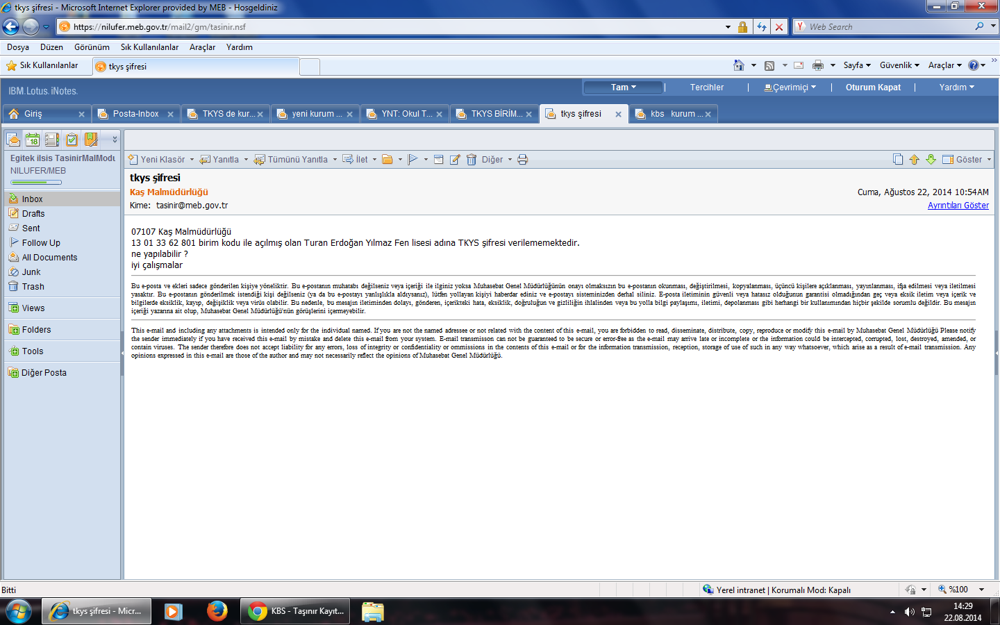 tkys şifresi - Microsoft Internet Explorer provided by MEB - Hosgeldiniz
https://nilufer.meb.gov.tr/mail2/gm/tasinir.nsf
Web Search
Dosya Düzen Görünüm Sık Kullanılanlar Araçlar Yardım
Sık Kullanılanlar
tkys şifresi
Sayfa Güvenlik Araçlar
IBM.Lotus.iNotes.
Tam Tercihler Çevrimiçi Oturum Kapat Yardım
Giriş
Posta-Inbox
TKYS de kur...
yeni kurum ...
YNT: Okul T...
TKYS BİRİM...
tkys şifresi
kbs kurum ...
18
Egitek ilsis TasinirMalModu
NILUFER/MEB
Inbox
Drafts
Sent
Follow Up
All Documents
Junk
Trash
Views
Folders
Tools
Diğer Posta
Yeni Klasör Yanıtla Tümünü Yanıtla İlet Diğer Göster
tkys şifresi
Kaş Malmüdürlüğü
Cuma, Ağustos 22, 2014 10:54AM
Kime: tasinir@meb.gov.tr
Ayrıntıları Göster
07107 Kaş Malmüdürlüğü
13 01 33 62 801 birim kodu ile açılmış olan Turan Erdoğan Yılmaz Fen lisesi adına TKYS şifresi verilememektedir.
ne yapılabilir ?
iyi çalışmalar
Bu e-posta ve ekleri sadece gönderilen kişiye yöneliktir. Bu e-postanın muhatabı değilseniz veya içeriği ile ilginiz yoksa Muhasebat Genel Müdürlüğünün onayı olmaksızın bu e-postanın okunması, değiştirilmesi, kopyalanması, üçüncü kişilere açıklanması, yayınlanması, ifşa edilmesi veya iletilmesi
yasaktır. Bu e-postanın gönderilmek istendiği kişi değilseniz (ya da bu e-postayı yanlışlıkla aldıysanız), lütfen yollayan kişiyi haberdar ediniz ve e-postayı sisteminizden derhal siliniz. E-posta iletiminin güvenli veya hatasız olduğunun garantisi olmadığından geç veya eksik iletim veya içerik ve
bilgilerde eksiklik, kayıp, değişiklik veya virüs olabilir. Bu nedenle, bu mesajın iletiminden dolayı, gönderen, içerikteki hata, eksiklik, doğruluğun ve gizliliğin ihlalinden veya bu yolla bilgi paylaşımı, iletimi, depolanması gibi herhangi bir kullanımından hiçbir şekilde sorumlu değildir. Bu mesajın
içeriği yazarına ait olup, Muhasebat Genel Müdürlüğü'nün görüşlerini içermeyebilir.
This e-mail and including any attachments is intended only for the individual named. If you are not the named adressee or not related with the content of this e-mail, you are forbidden to read, disseminate, distribute, copy, reproduce or modify this e-mail by Muhasebat Genel Müdürlüğü Please notify
the sender immediately if you have received this e-mail by mistake and delete this e-mail from your system. E-mail transmisson can not be guaranteed to be secure or error-free as the e-mail may arrive late or incomplete or the information could be intercepted, corrupted, lost, destroyed, amended, or
contain viruses. The sender therefore does not accept liability for any errors, loss of integrity or confidentiality or ommissions in the contents of this e-mail or for the information transmission, reception, storage of use of such in any way whatsoever, which arise as a result of e-mail transmission. Any
opinions expressed in this e-mail are those of the author and may not necessarily reflect the opinions of Muhasebat Genel Müdürlüğü.
Bitti
Yerel intranet | Korumalı Mod: Kapalı
%100
tkys şifresi - Micr...
KBS - Taşınır Kayıt...
14:29
22.08.2014